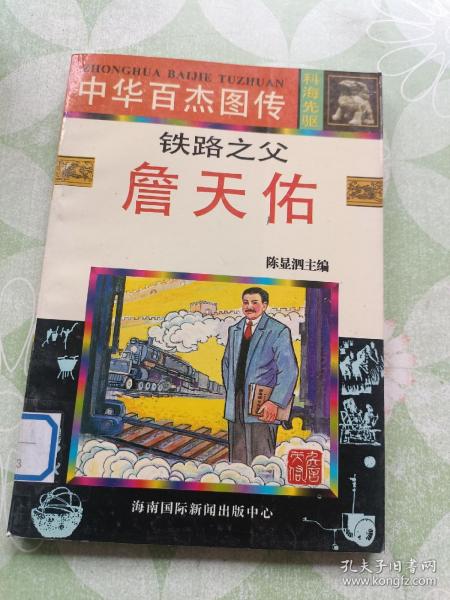 ZHONGHUA BAIJIE TUZHUAN
中华百杰图传
科海先驱
铁路之父
詹天佑
陈显泗主编
海南国际新闻出版中心
3
孔夫子旧书网
www.kongfz.com